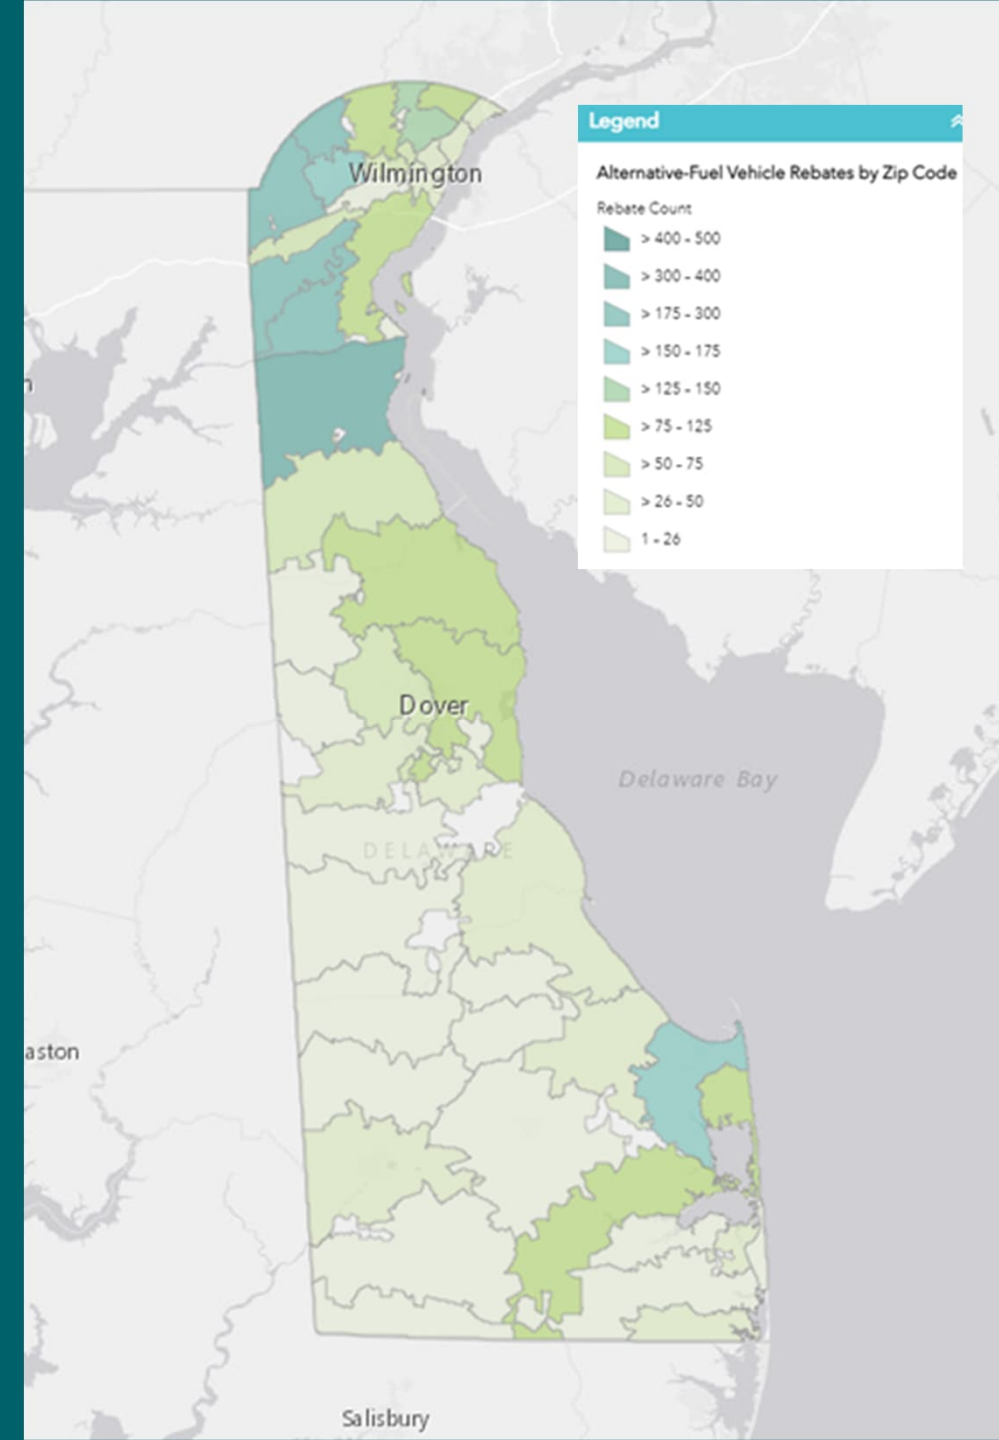 Legend
Alternative-Fuel Vehicle Rebates by Zip Code
Rebate Count
> 400 - 500
> 300 - 400
> 175 - 300
> 150 - 175
> 125 - 150
> 75 - 125
> 50 - 75
> 26 - 50
1 - 26
Wilmington
n
Dover
Delaware Bay
DELAWARE
aston
Salisbury